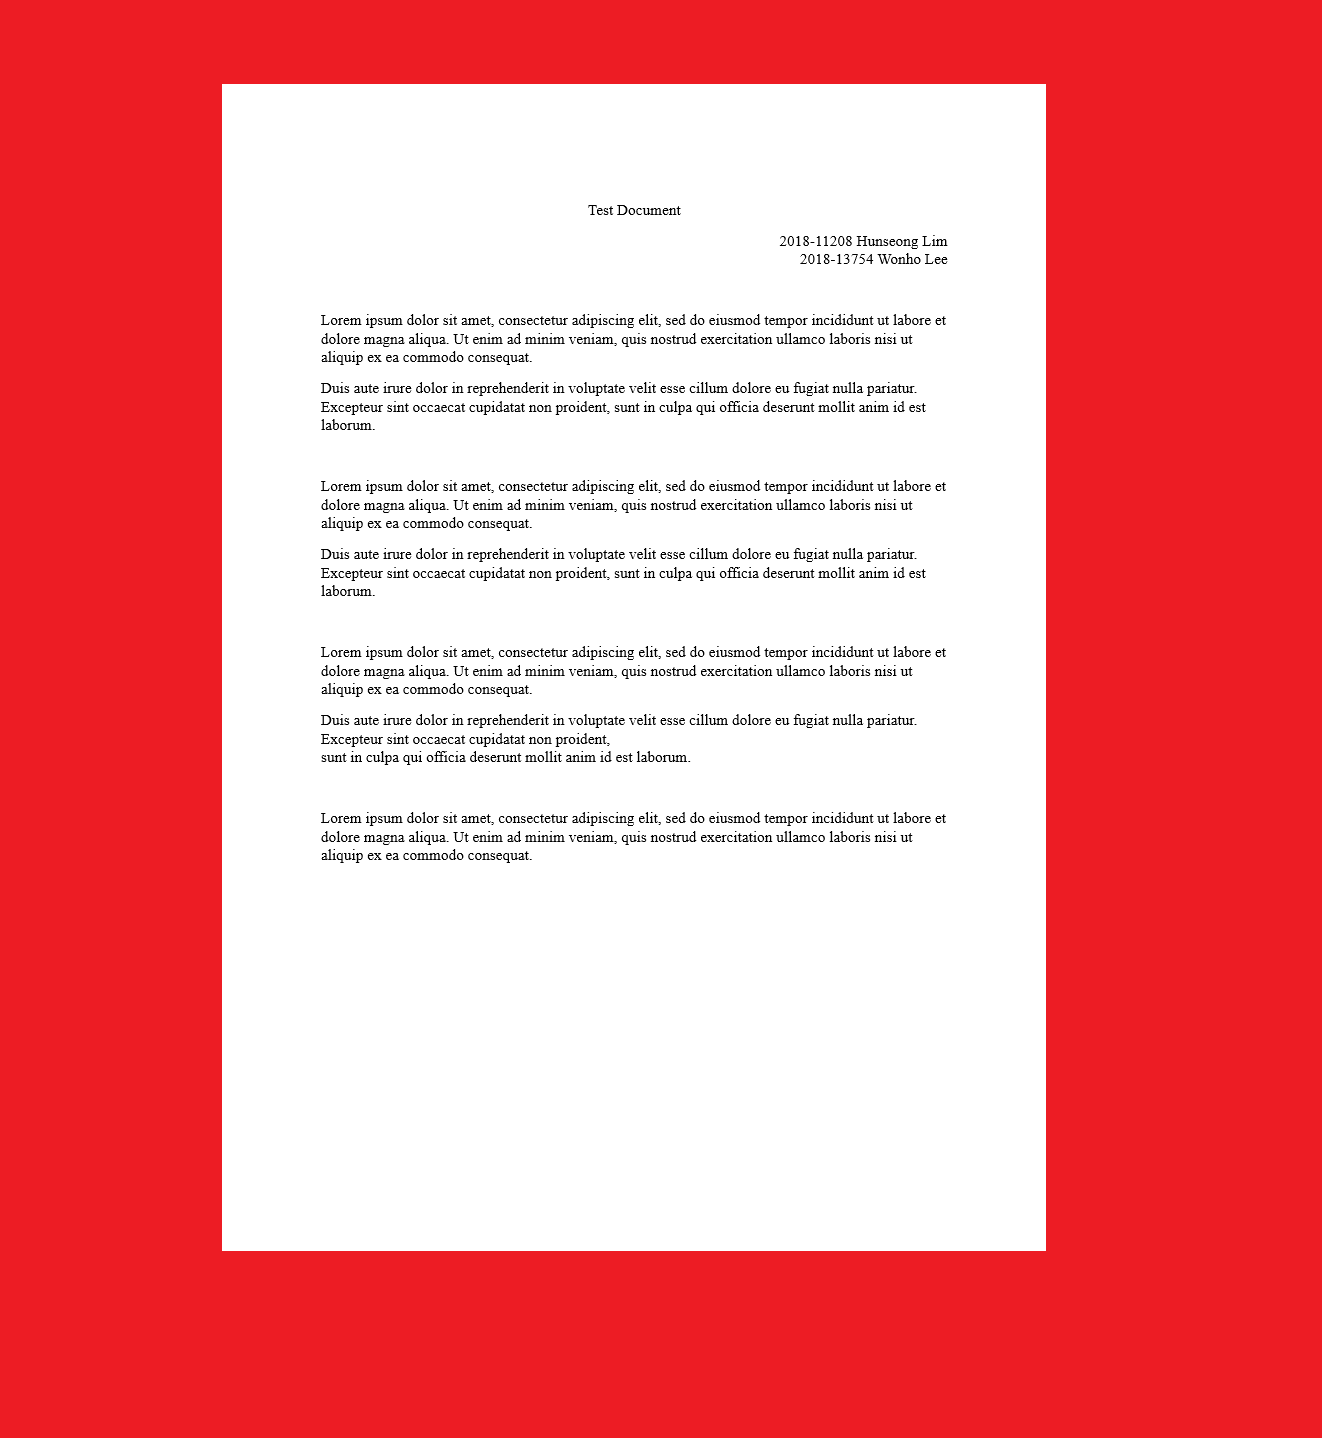 Test Document
2018-11208 Hunseong Lim
2018-13754 Wonho Lee
Lorem ipsum dolor sit amet, consectetur adipiscing elit, sed do eiusmod tempor incididunt ut labore et
dolore magna aliqua. Ut enim ad minim veniam, quis nostrud exercitation ullamco laboris nisi ut
aliquip ex ea commodo consequat.
Duis aute irure dolor in reprehenderit in voluptate velit esse cillum dolore eu fugiat nulla pariatur.
Excepteur sint occaecat cupidatat non proident, sunt in culpa qui officia deserunt mollit anim id est
laborum.
Lorem ipsum dolor sit amet, consectetur adipiscing elit, sed do eiusmod tempor incididunt ut labore et
dolore magna aliqua. Ut enim ad minim veniam, quis nostrud exercitation ullamco laboris nisi ut
aliquip ex ea commodo consequat.
Duis aute irure dolor in reprehenderit in voluptate velit esse cillum dolore eu fugiat nulla pariatur.
Excepteur sint occaecat cupidatat non proident, sunt in culpa qui officia deserunt mollit anim id est
laborum.
Lorem ipsum dolor sit amet, consectetur adipiscing elit, sed do eiusmod tempor incididunt ut labore et
dolore magna aliqua. Ut enim ad minim veniam, quis nostrud exercitation ullamco laboris nisi ut
aliquip ex ea commodo consequat.
Duis aute irure dolor in reprehenderit in voluptate velit esse cillum dolore eu fugiat nulla pariatur.
Excepteur sint occaecat cupidatat non proident,
sunt in culpa qui officia deserunt mollit anim id est laborum.
Lorem ipsum dolor sit amet, consectetur adipiscing elit, sed do eiusmod tempor incididunt ut labore et
dolore magna aliqua. Ut enim ad minim veniam, quis nostrud exercitation ullamco laboris nisi ut
aliquip ex ea commodo consequat.